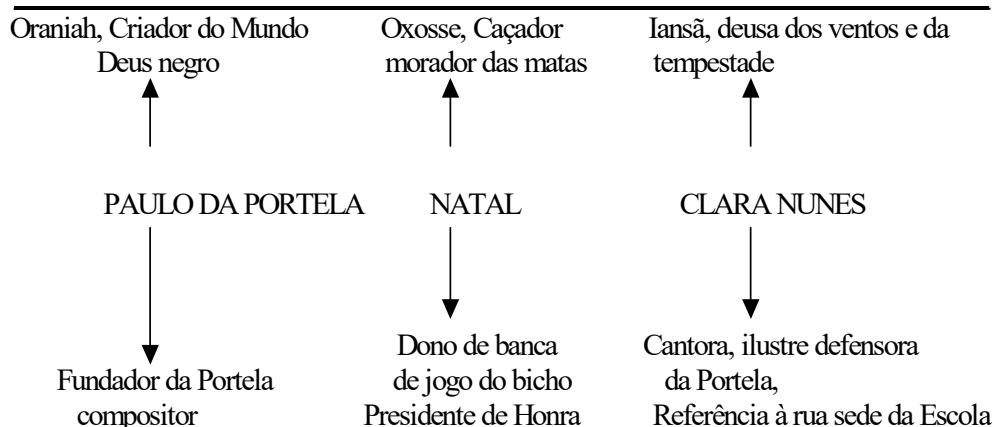 Oraniah, Criador do Mundo
Deus negro
Oxosse, Caçador
morador das matas
Iansã, deusa dos ventos e da
tempestade
PAULO DA PORTELA
NATAL
CLARA NUNES
Fundador da Portela
compositor
Dono de banca
de jogo do bicho
Presidente de Honra
Cantora, ilustre defensora
da Portela,
Referência à rua sede da Escola